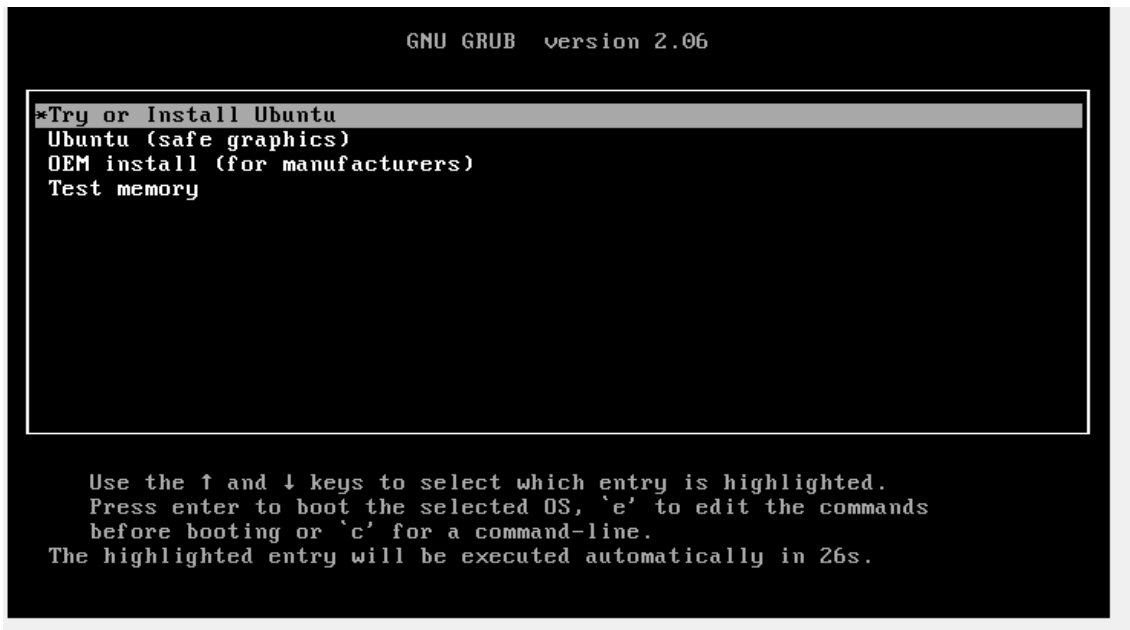 GNU GRUB version 2.06
*Try or Install Ubuntu
Ubuntu (safe graphics)
OEM install (for manufacturers)
Test memory
Use the ↑ and ↓ keys to select which entry is highlighted.
Press enter to boot the selected OS, `e' to edit the commands
before booting or `c' for a command-line.
The highlighted entry will be executed automatically in 26s.